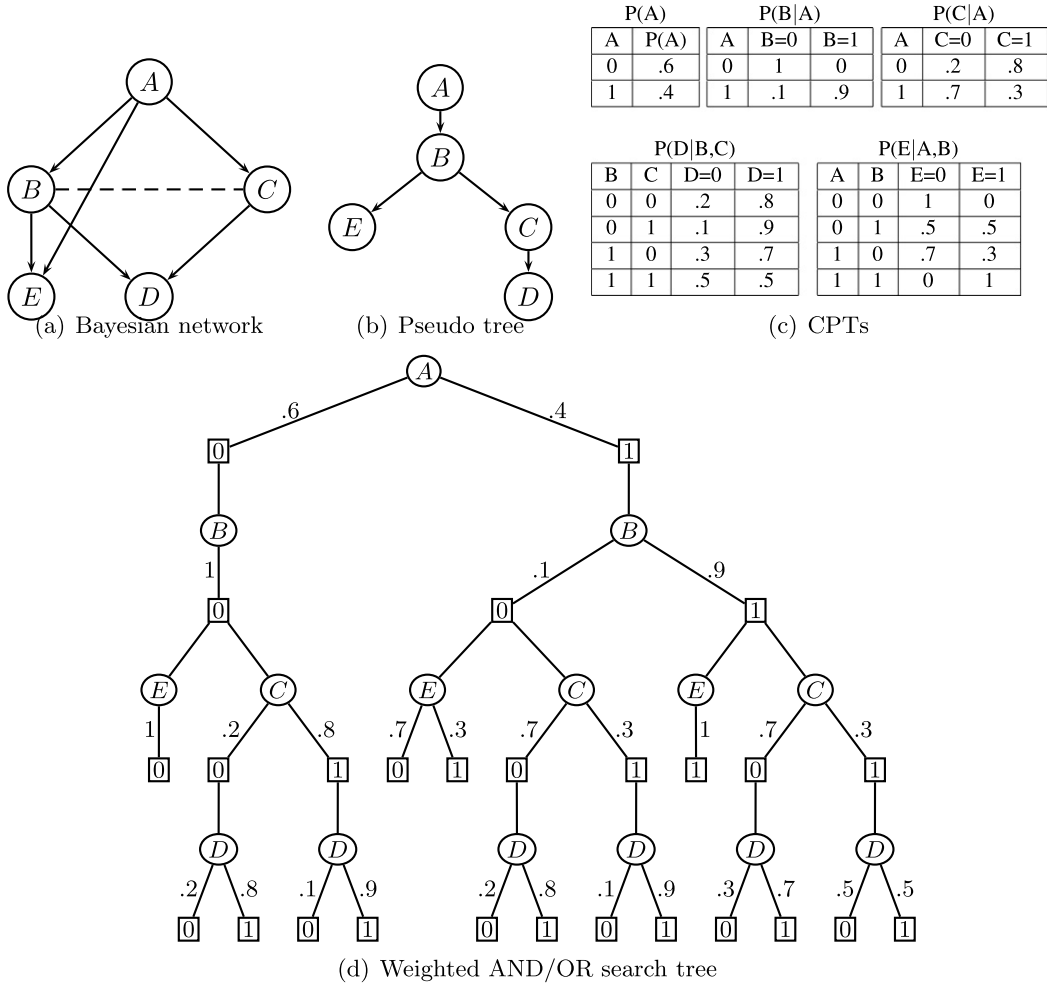 P(A) P(B|A) P(C|A)
A P(A) A B=0 B=1 A C=0 C=1
0 .6 0 1 0 0 .2 .8
1 .4 1 .1 .9 1 .7 .3
A
B C
E D
(a) Bayesian network
A
B
E C
D
(b) Pseudo tree
P(D|B,C) P(E|A,B)
B C D=0 D=1 A B E=0 E=1
0 0 .2 .8 0 0 1 0
0 1 .1 .9 0 1 .5 .5
1 0 .3 .7 1 0 .7 .3
1 1 .5 .5 1 1 0 1
(c) CPTs
A
.6 .4
0 1
B B
1 .1 .9
0 0 1
E C E C E C
1 .2 .8 .7 .3 .7 .3 1 .7 .3
0 0 1 0 1 0 1 1 0 1
D D D D D D
.2 .8 .1 .9 .2 .8 .1 .9 .3 .7 .5 .5
0 1 0 1 0 1 0 1 0 1 0 1
(d) Weighted AND/OR search tree